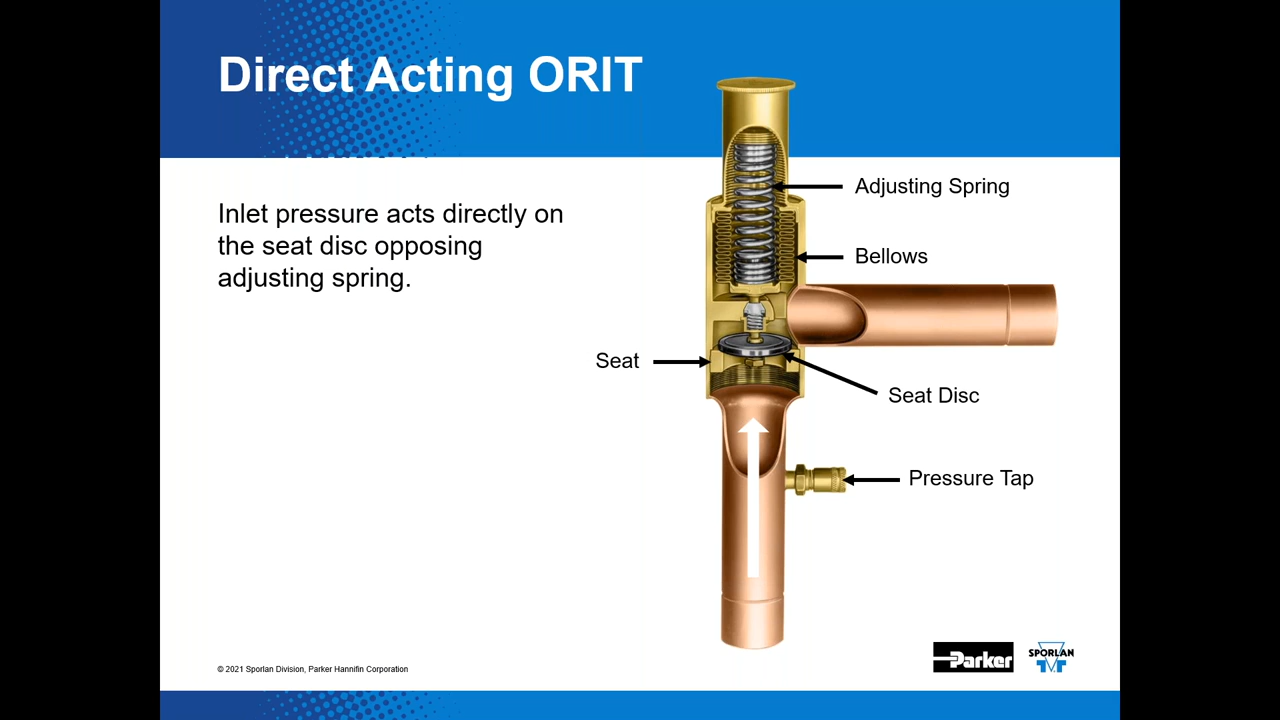 Direct Acting ORIT
Inlet pressure acts directly on
the seat disc opposing
adjusting spring.
Adjusting Spring
Bellows
Seat
Seat Disc
Pressure Tap
© 2021 Sporlan Division, Parker Hannifin Corporation
Parker
SPORLAN